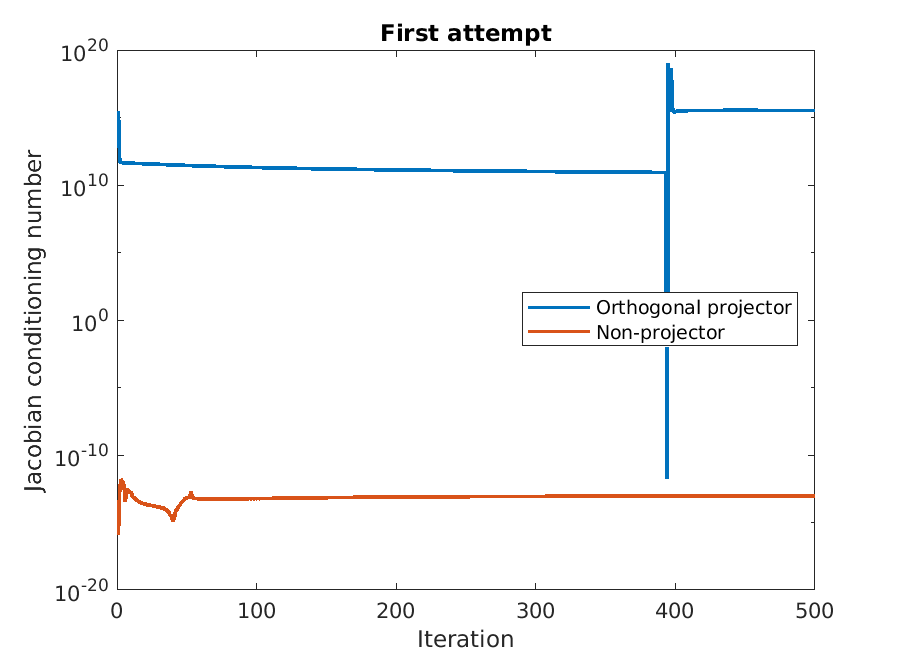 First attempt
10^20
10^10
10^0
10^-10
10^-20
Jacobian conditioning number
Orthogonal projector
Non-projector
0 100 200 300 400 500
Iteration